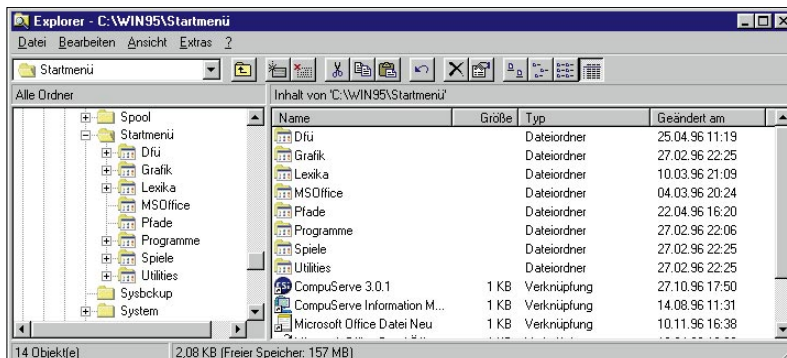 Explorer - C:\WIN95\Startmenü
Datei Bearbeiten Ansicht Extras ?
Startmenü
Alle Ordner
Inhalt von 'C:\WIN95\Startmenü'
Spool
Startmenü
Dfü
Grafik
Lexika
MSOffice
Pfade
Programme
Spiele
Utilities
Sysbckup
System
Name Größe Typ Geändert am
Dfü Dateiordner 25.04.96 11:19
Grafik Dateiordner 27.02.96 22:25
Lexika Dateiordner 10.03.96 21:09
MSOffice Dateiordner 04.03.96 20:24
Pfade Dateiordner 22.04.96 16:20
Programme Dateiordner 27.02.96 22:06
Spiele Dateiordner 27.02.96 22:25
Utilities Dateiordner 27.02.96 22:25
CompuServe 3.0.1 1 KB Verknüpfung 27.10.96 17:50
CompuServe Information M... 1 KB Verknüpfung 14.08.96 11:31
Microsoft Office Datei Neu 1 KB Verknüpfung 10.11.96 16:38
14 Objekt(e) 2,08 KB (Freier Speicher: 157 MB)